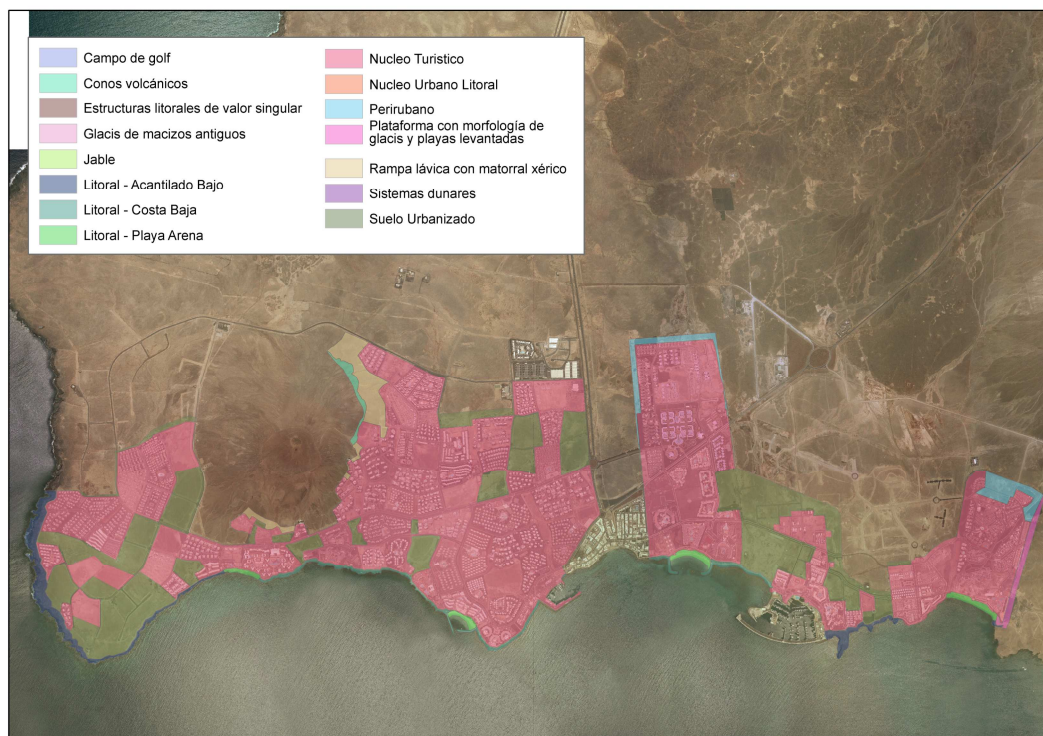 Campo de golf
Conos volcánicos
Estructuras litorales de valor singular
Glacis de macizos antiguos
Jable
Litoral - Acantilado Bajo
Litoral - Costa Baja
Litoral - Playa Arena
Nucleo Turistico
Nucleo Urbano Litoral
Perirubano
Plataforma con morfología de
glacis y playas levantadas
Rampa lávica con matorral xérico
Sistemas dunares
Suelo Urbanizado